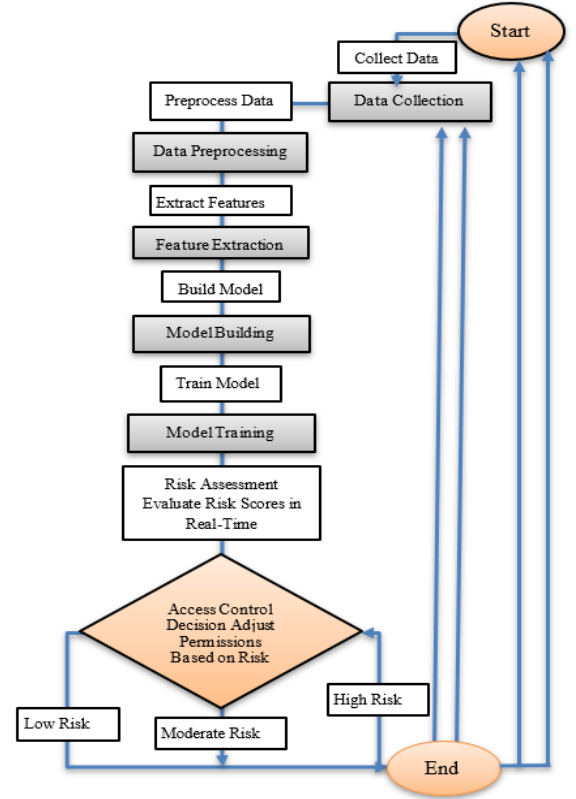 Start
Collect Data
Data Collection
Preprocess Data
Data Preprocessing
Extract Features
Feature Extraction
Build Model
Model Building
Train Model
Model Training
Risk Assessment
Evaluate Risk Scores in
Real-Time
Access Control
Decision Adjust
Permissions
Based on Risk
Low Risk
Moderate Risk
High Risk
End